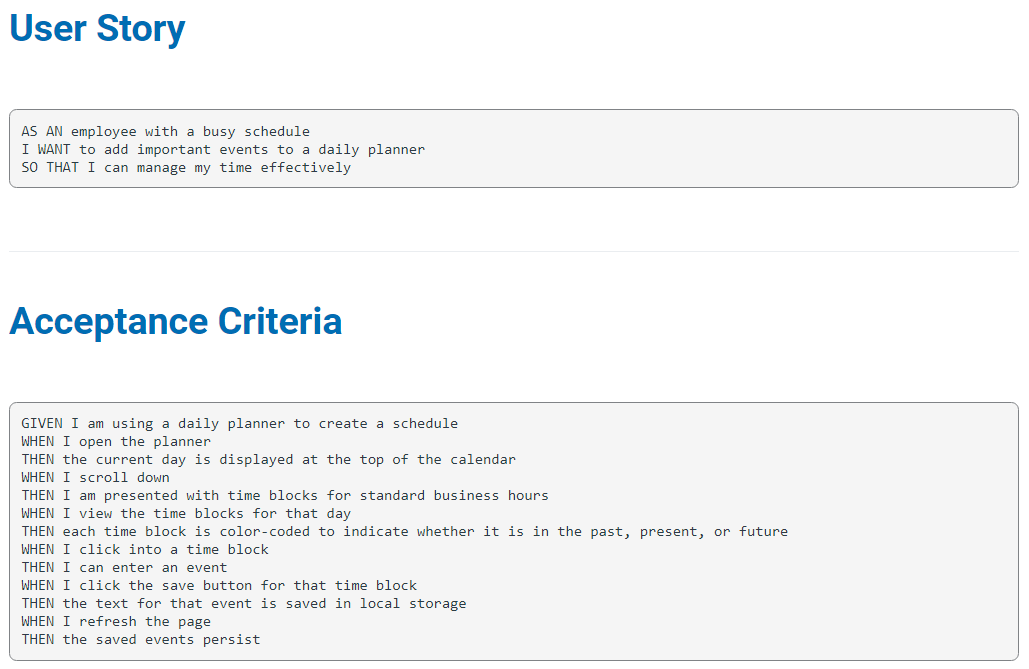 User Story
AS AN employee with a busy schedule
I WANT to add important events to a daily planner
SO THAT I can manage my time effectively
Acceptance Criteria
GIVEN I am using a daily planner to create a schedule
WHEN I open the planner
THEN the current day is displayed at the top of the calendar
WHEN I scroll down
THEN I am presented with time blocks for standard business hours
WHEN I view the time blocks for that day
THEN each time block is color-coded to indicate whether it is in the past, present, or future
WHEN I click into a time block
THEN I can enter an event
WHEN I click the save button for that time block
THEN the text for that event is saved in local storage
WHEN I refresh the page
THEN the saved events persist